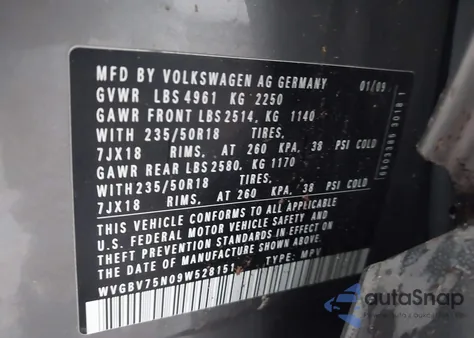 MFD BY VOLKSWAGEN AG GERMANY 01/09
GVWR LBS 4961 KG 2250
GAWR FRONT LBS 2514, KG 1140
WITH 235/50R18 TIRES,
7JX18 RIMS, AT 260 KPA, 38 PSI COLD
GAWR REAR LBS 2580, KG 1170
WITH 235/50R18 TIRES,
7JX18 RIMS, AT 260 KPA, 38 PSI COLD
THIS VEHICLE CONFORMS TO ALL APPLICABLE
U.S. FEDERAL MOTOR VEHICLE SAFETY AND
THEFT PREVENTION STANDARDS IN EFFECT ON
THE DATE OF MANUFACTURE SHOWN ABOVE
WVGBV75N09W528151 TYPE: MPV
autoSnap